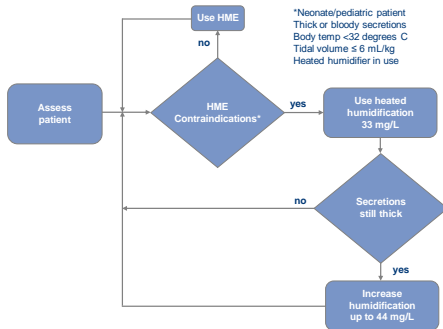 Use HME
*Neonate/pediatric patient
Thick or bloody secretions
Body temp <32 degrees C
Tidal volume ≤ 6 mL/kg
Heated humidifier in use
no
Assess
patient
HME
Contraindications*
yes
Use heated
humidification
33 mg/L
no
Secretions
still thick
yes
Increase
humidification
up to 44 mg/L